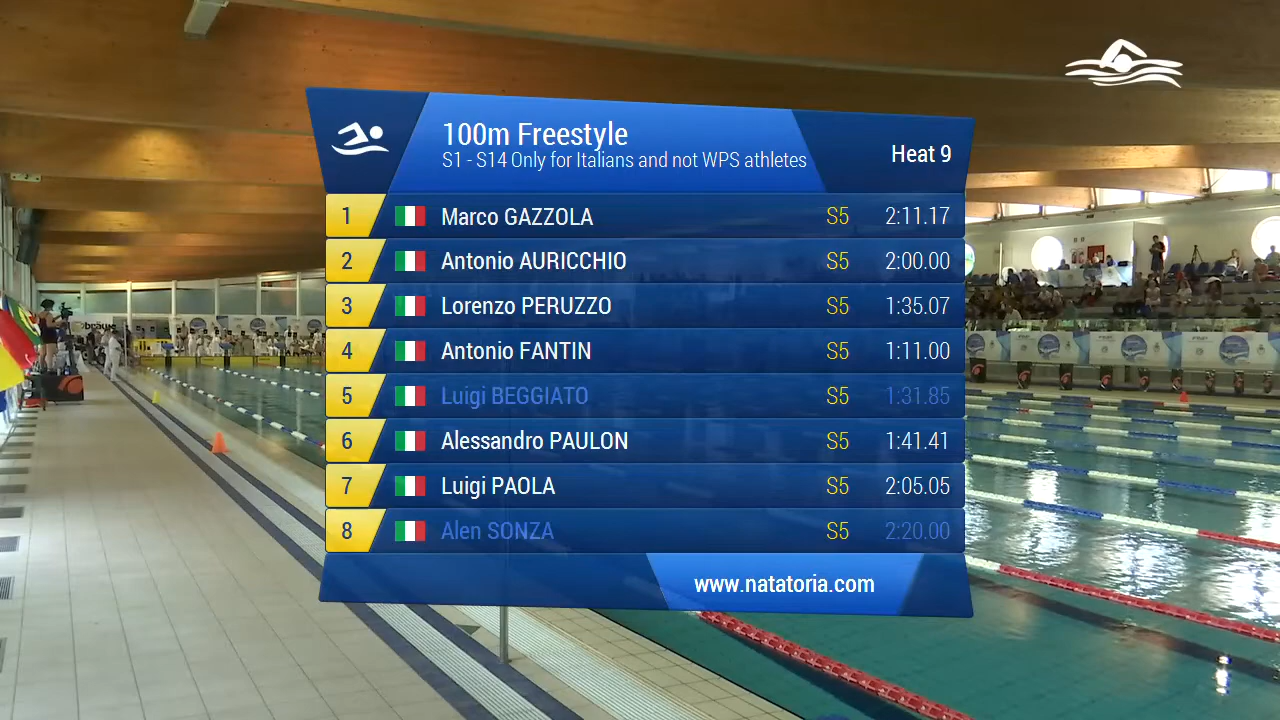 100m Freestyle
S1 - S14 Only for Italians and not WPS athletes
Heat 9
1 Marco GAZZOLA S5 2:11.17
2 Antonio AURICCHIO S5 2:00.00
3 Lorenzo PERUZZO S5 1:35.07
4 Antonio FANTIN S5 1:11.00
5 Luigi BEGGIATO S5 1:31.85
6 Alessandro PAULON S5 1:41.41
7 Luigi PAOLA S5 2:05.05
8 Alen SONZA S5 2:20.00
www.natatoria.com